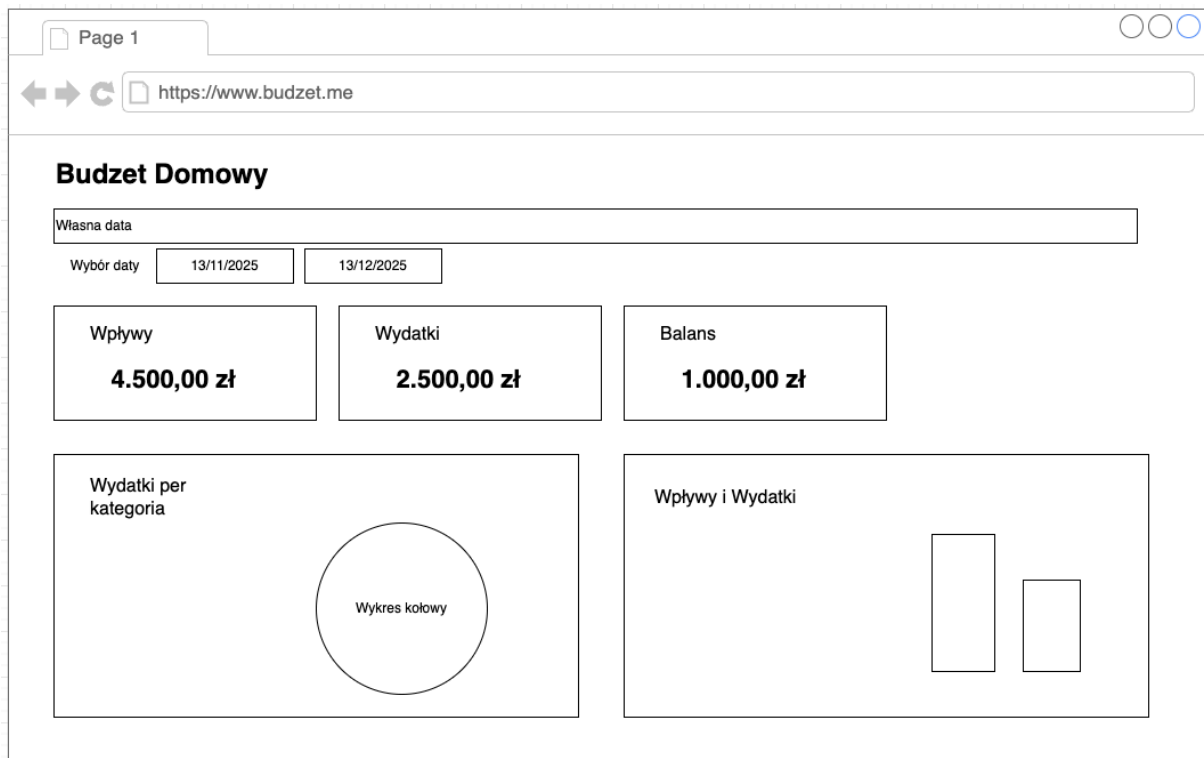 Page 1
https://www.budzet.me
Budzet Domowy
Własna data
Wybór daty 13/11/2025 13/12/2025
Wpływy Wydatki Balans
4.500,00 zł 2.500,00 zł 1.000,00 zł
Wydatki per
kategoria
Wykres kołowy
Wpływy i Wydatki